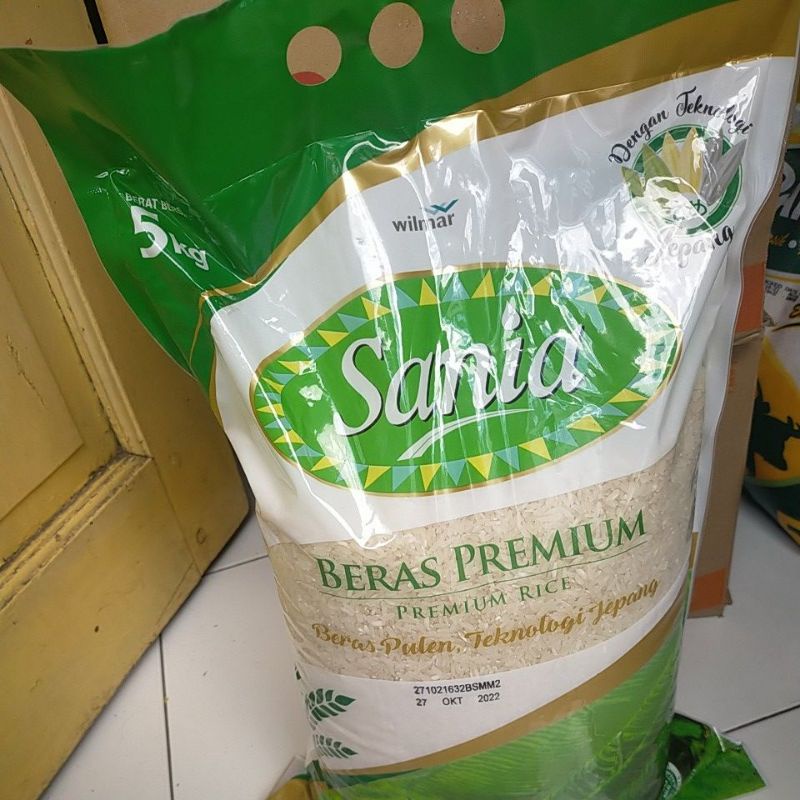 Dengan Teknologi
Jepang
BERAT
5 kg
wilmar
Sania
BERAS PREMIUM
PREMIUM RICE
Beras Pulen, Teknologi Jepang
271021632BSMM2
27 OKT 2022